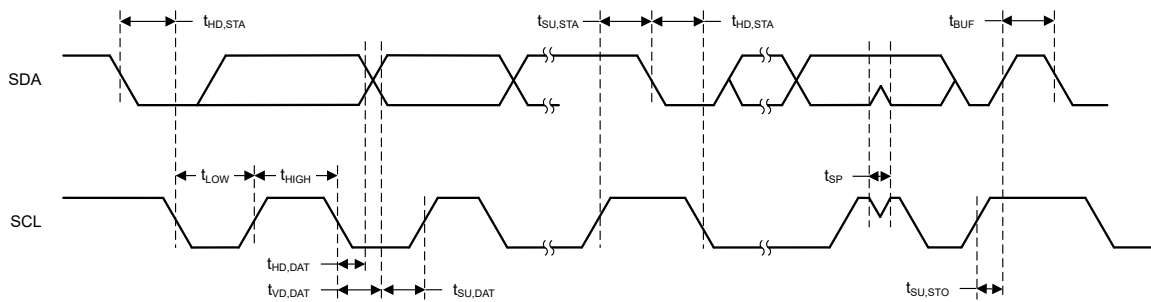 tHD,STA
tSU,STA
tHD,STA
tBUF
SDA
tLOW
tHIGH
tSP
SCL
tHD,DAT
tVD,DAT
tSU,DAT
tSU,STO